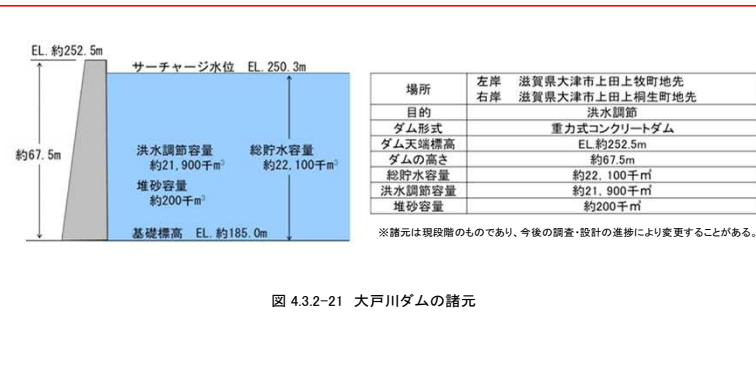 EL.約252.5m
サーチャージ水位 EL.250.3m
約67.5m
洪水調節容量
約21,900千m³
総貯水容量
約22,100千m³
堆砂容量
約200千m³
基礎標高 EL.約185.0m
場所 左岸 滋賀県大津市上田上牧町地先
右岸 滋賀県大津市上田上桐生町地先
目的 洪水調節
ダム形式 重力式コンクリートダム
ダム天端標高 EL.約252.5m
ダムの高さ 約67.5m
総貯水容量 約22,100千㎥
洪水調節容量 約21,900千㎥
堆砂容量 約200千㎥
※諸元は現段階のものであり、今後の調査・設計の進捗により変更することがある。
図 4.3.2-21 大戸川ダムの諸元